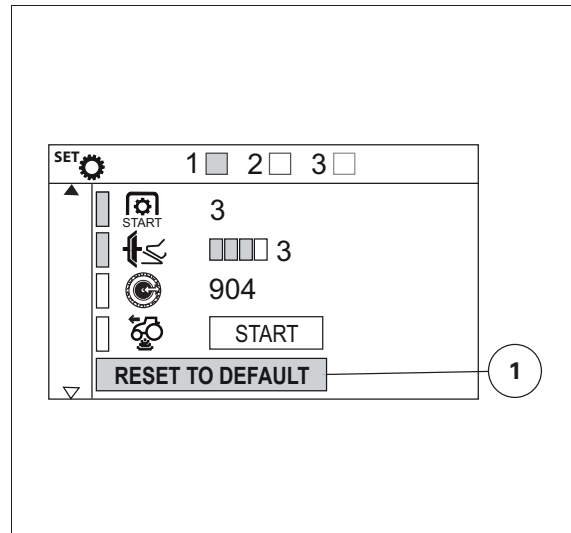 SET 1 2 3
START 3
3
904
START
RESET TO DEFAULT 1